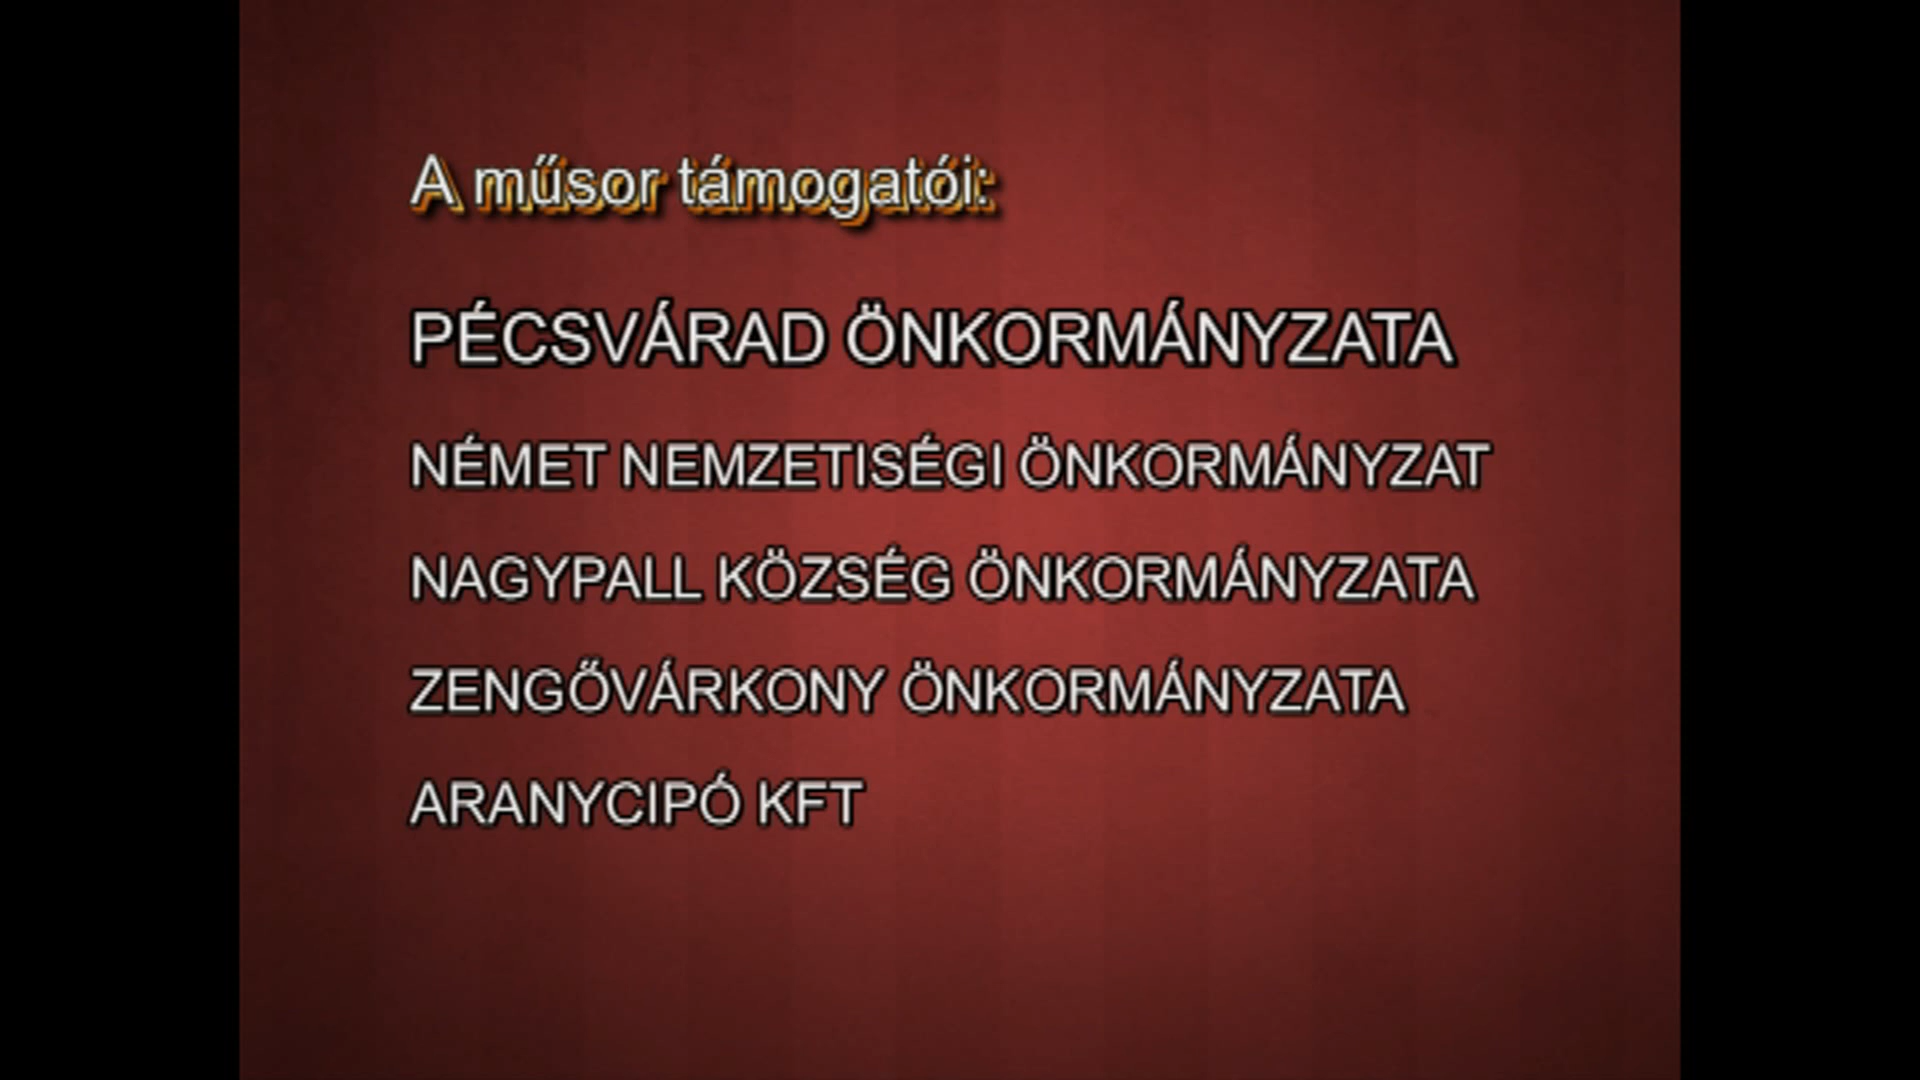 A műsor támogatói:
PÉCSVÁRAD ÖNKORMÁNYZATA
NÉMET NEMZETISÉGI ÖNKORMÁNYZAT
NAGYPALL KÖZSÉG ÖNKORMÁNYZATA
ZENGŐVÁRKONY ÖNKORMÁNYZATA
ARANYCIPÓ KFT